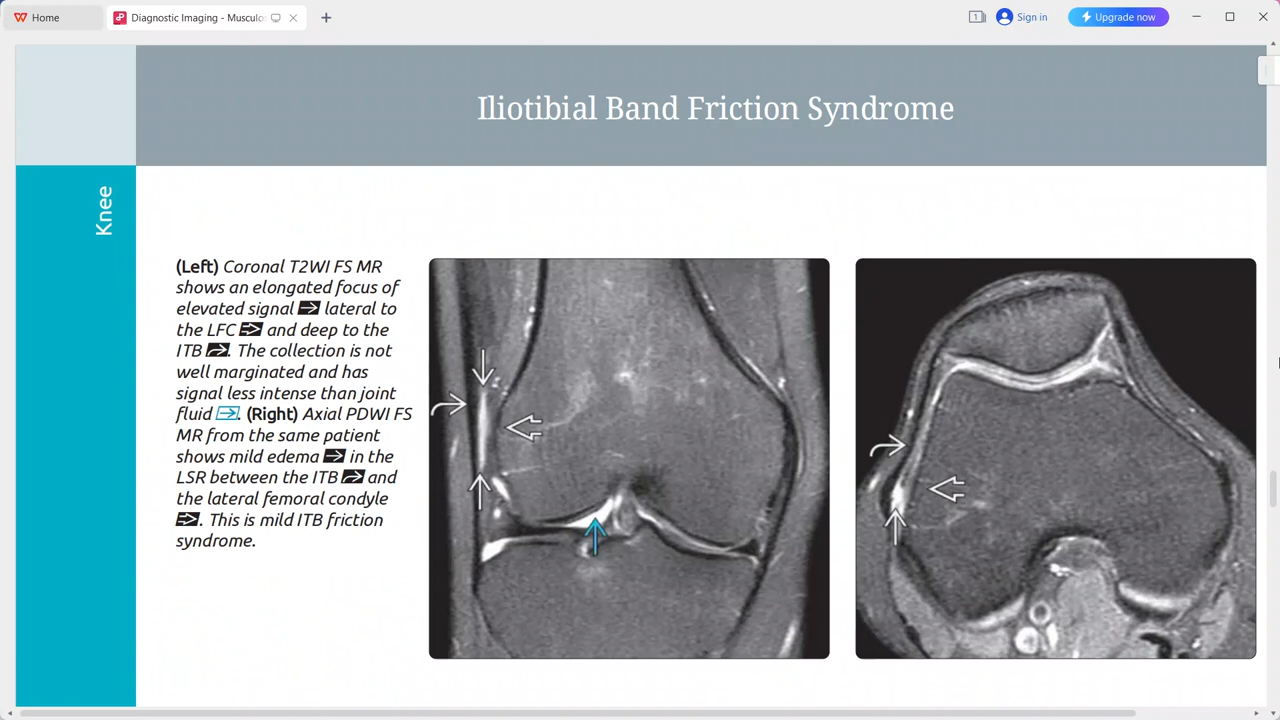 Home
Diagnostic Imaging - Musculos
1
Sign in
Upgrade now
Iliotibial Band Friction Syndrome
Knee
(Left) Coronal T2WI FS MR
shows an elongated focus of
elevated signal lateral to
the LFC and deep to the
ITB. The collection is not
well marginated and has
signal less intense than joint
fluid. (Right) Axial PDWI FS
MR from the same patient
shows mild edema in the
LSR between the ITB and
the lateral femoral condyle
. This is mild ITB friction
syndrome.